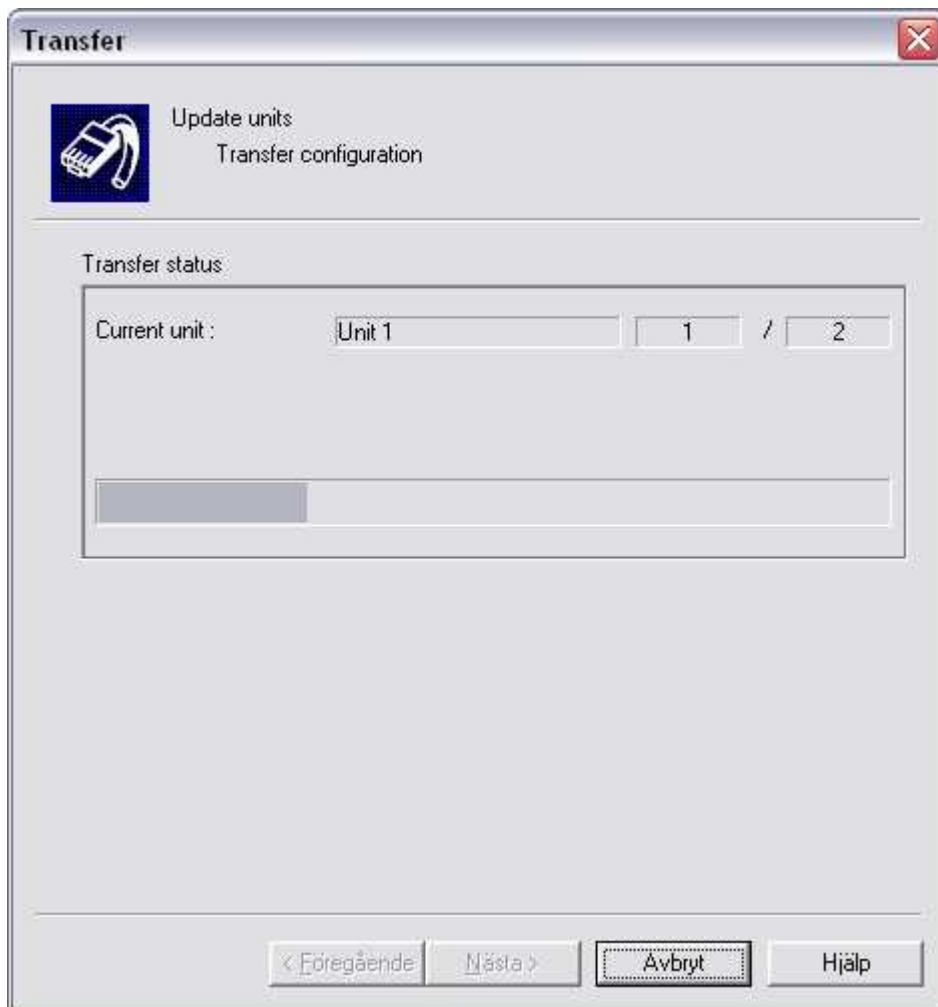 Transfer
Update units
Transfer configuration
Transfer status
Current unit : Unit 1 1 / 2
< Föregående Nästa > Avbryt Hjälp